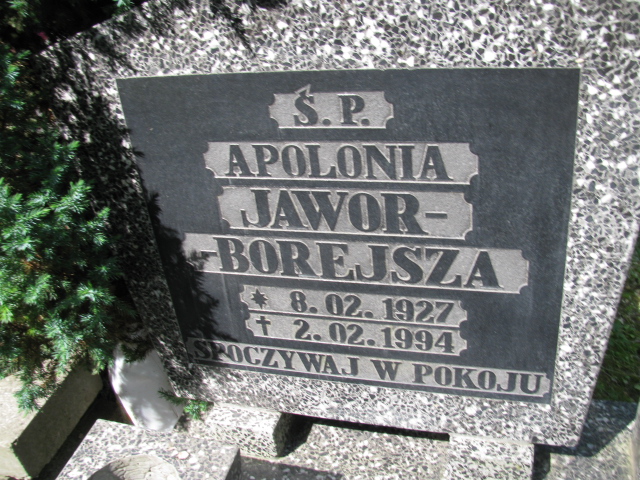 Ś. P.
APOLONIA
JAWOR-
-BOREJSZA
* 8. 02. 1927
† 2. 02. 1994
SPOCZYWAJ W POKOJU